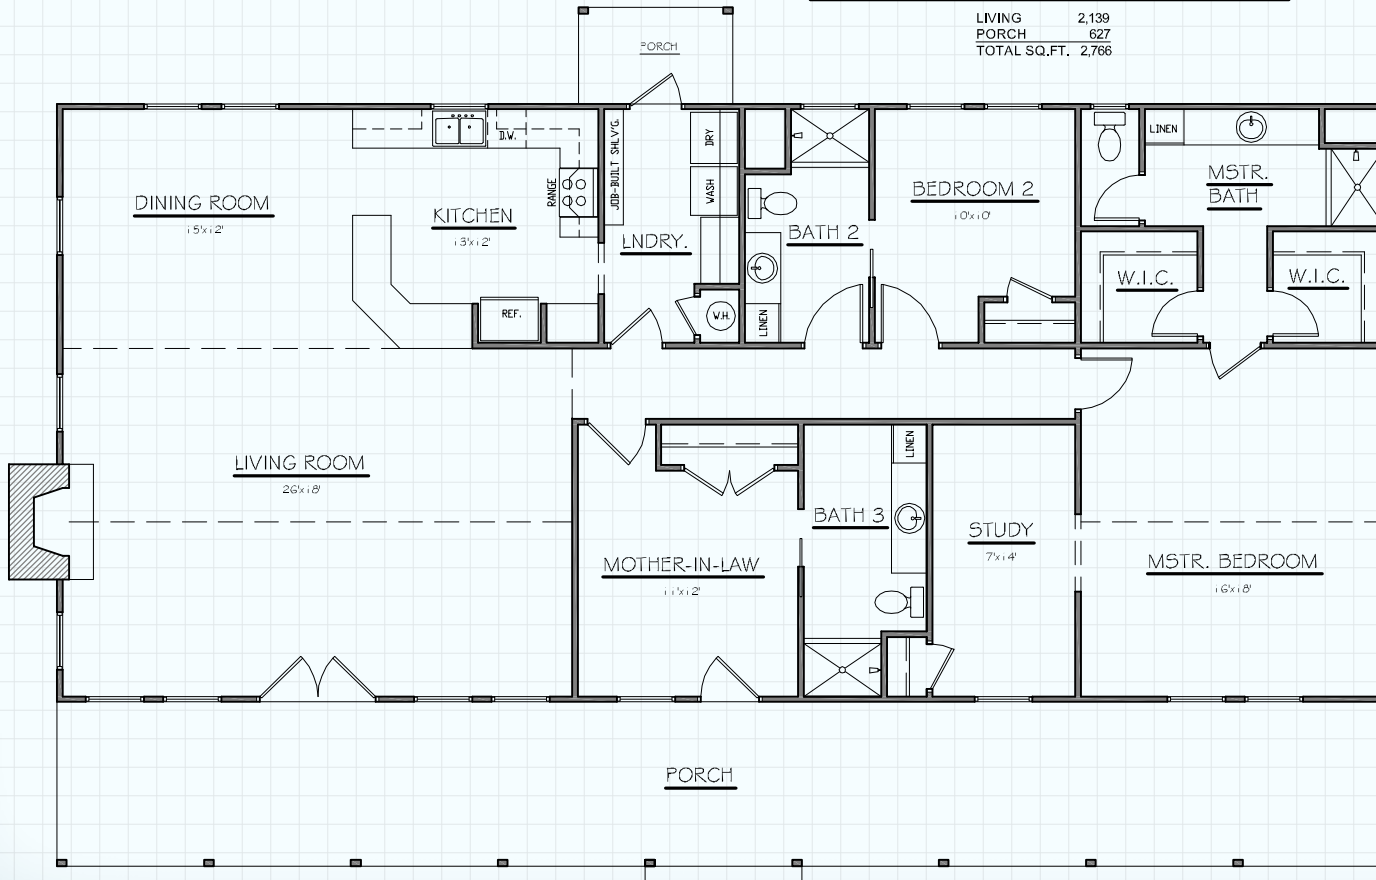 LIVING 2,139
PORCH 627
TOTAL SQ.FT. 2,766
PORCH
DINING ROOM
15'x12'
KITCHEN
13'x12'
D.W.
RANGE
REF.
JOB-BUILT SHLV'G.
DRY
WASH
LNDRY.
W.H.
BATH 2
LINEN
BEDROOM 2
10'x10'
LINEN
MSTR.
BATH
W.I.C.
W.I.C.
LIVING ROOM
26'x18'
MOTHER-IN-LAW
11'x12'
BATH 3
LINEN
STUDY
7'x14'
MSTR. BEDROOM
16'x18'
PORCH